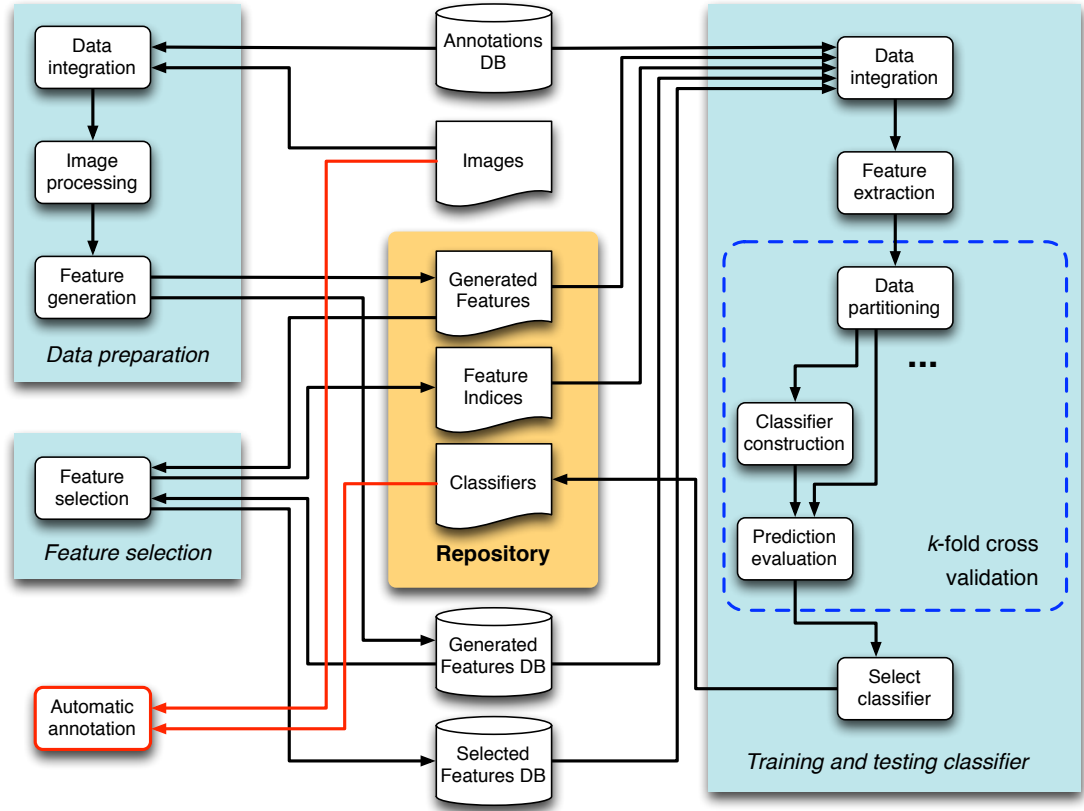 Data
integration
Image
processing
Feature
generation
Data preparation
Feature
selection
Feature selection
Automatic
annotation
Annotations
DB
Images
Generated
Features
Feature
Indices
Classifiers
Repository
Generated
Features DB
Selected
Features DB
Data
integration
Feature
extraction
Data
partitioning
...
Classifier
construction
Prediction
evaluation
k-fold cross
validation
Select
classifier
Training and testing classifier